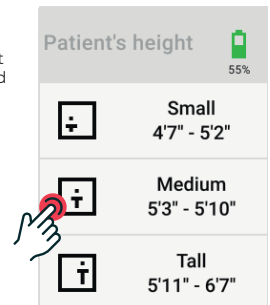 Patient's height
55%
Small
4'7" - 5'2"
Medium
5'3" - 5'10"
Tall
5'11" - 6'7"